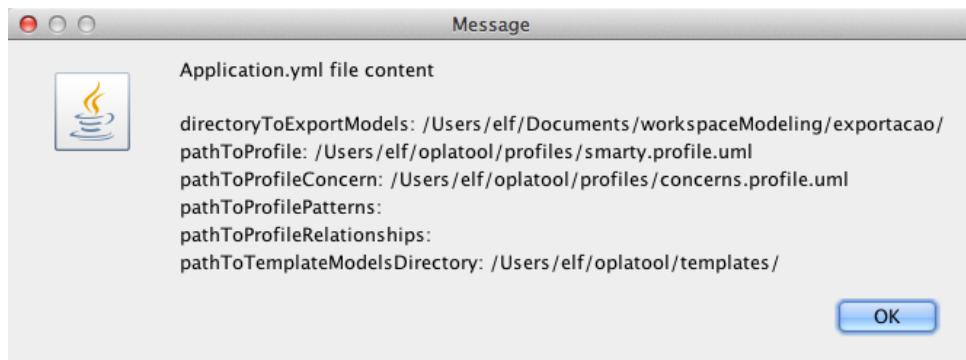 Message
Application.yml file content
directoryToExportModels: /Users/elf/Documents/workspaceModeling/exportacao/
pathToProfile: /Users/elf/oplatool/profiles/smarty.profile.uml
pathToProfileConcern: /Users/elf/oplatool/profiles/concerns.profile.uml
pathToProfilePatterns:
pathToProfileRelationships:
pathToTemplateModelsDirectory: /Users/elf/oplatool/templates/
OK